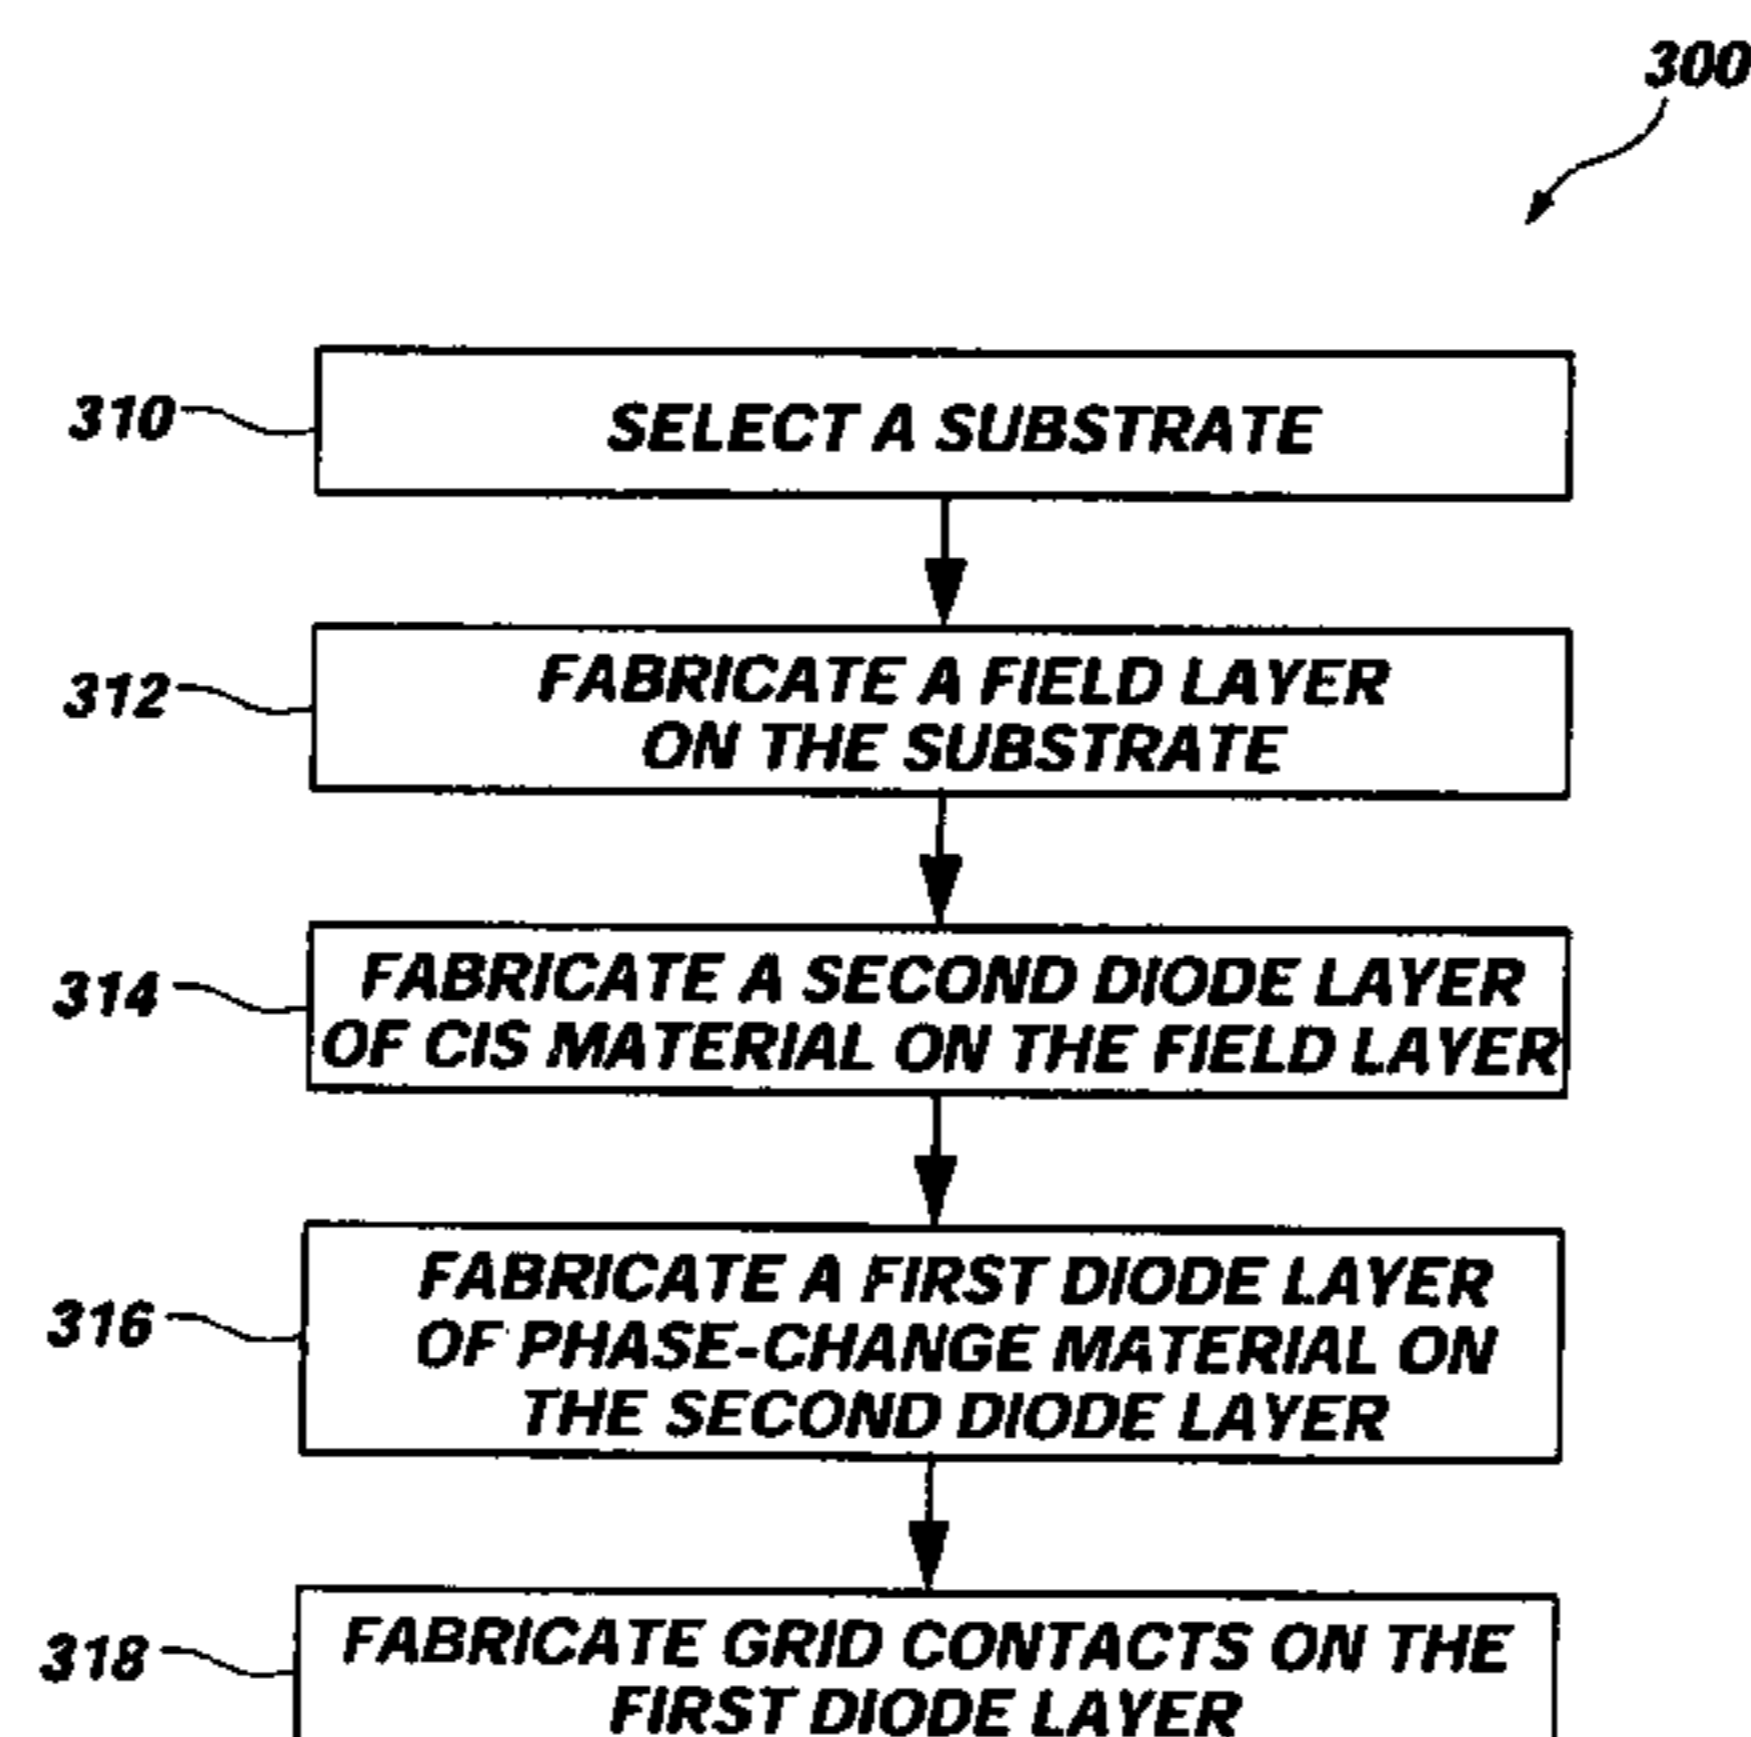 300
310
SELECT A SUBSTRATE
312
FABRICATE A FIELD LAYER
ON THE SUBSTRATE
314
FABRICATE A SECOND DIODE LAYER
OF CIS MATERIAL ON THE FIELD LAYER
316
FABRICATE A FIRST DIODE LAYER
OF PHASE-CHANGE MATERIAL ON
THE SECOND DIODE LAYER
318
FABRICATE GRID CONTACTS ON THE
FIRST DIODE LAYER